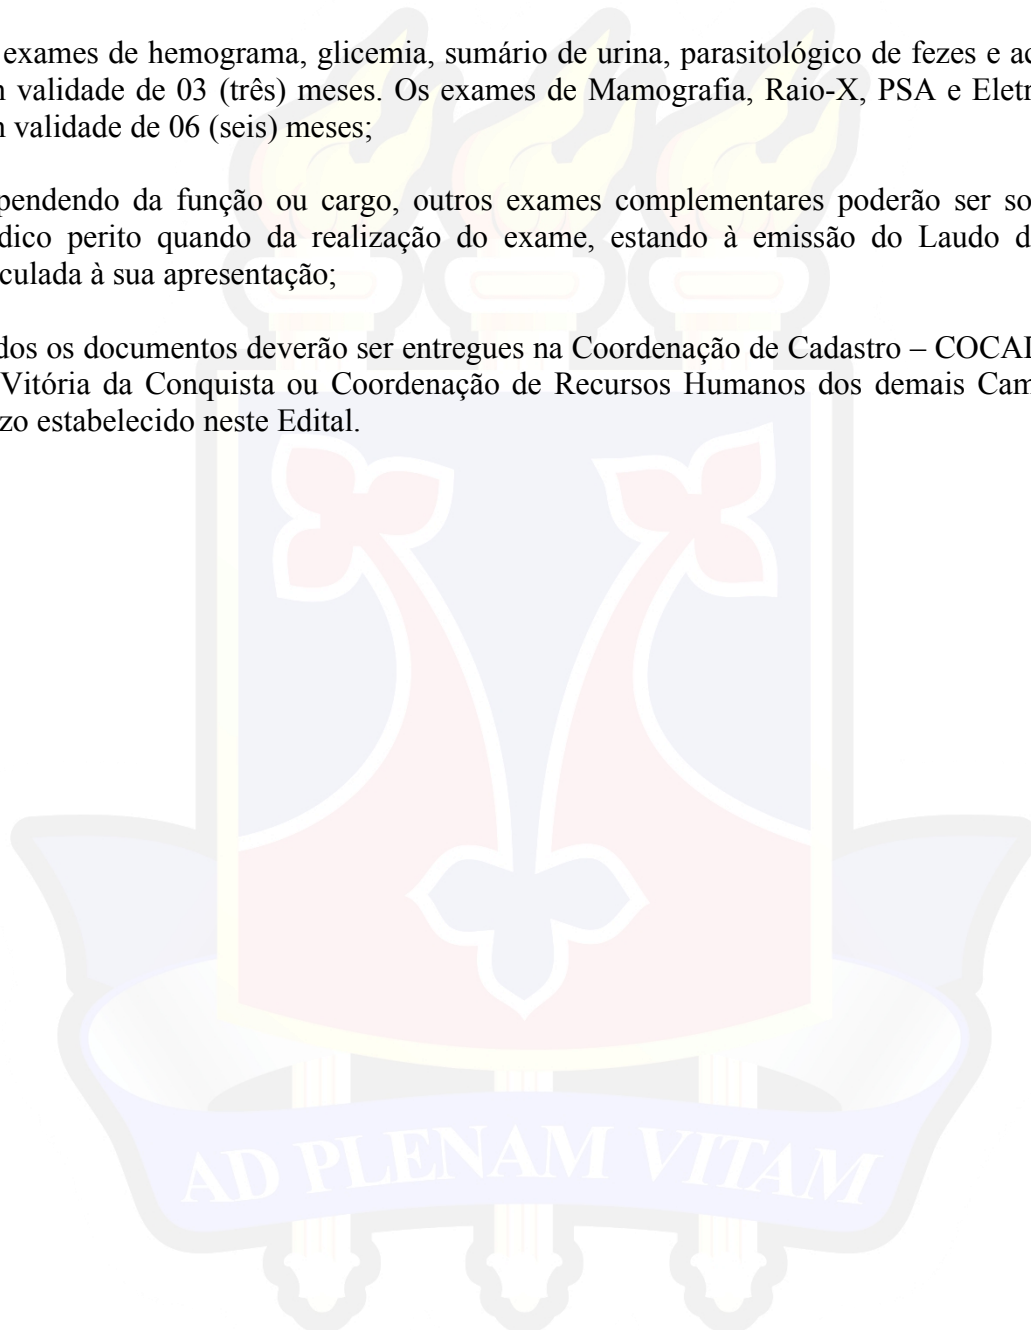 exames de hemograma, glicemia, sumário de urina, parasitológico de fezes e
validade de 03 (três) meses. Os exames de Mamografia, Raio-X, PSA e Eletr
validade de 06 (seis) meses;
pendendo da função ou cargo, outros exames complementares poderão ser so
dico perito quando da realização do exame, estando à emissão do Laudo d
culada à sua apresentação;
dos os documentos deverão ser entregues na Coordenação de Cadastro – COCA
Vitória da Conquista ou Coordenação de Recursos Humanos dos demais Cam
zo estabelecido neste Edital.
AD PLENAM VITAM